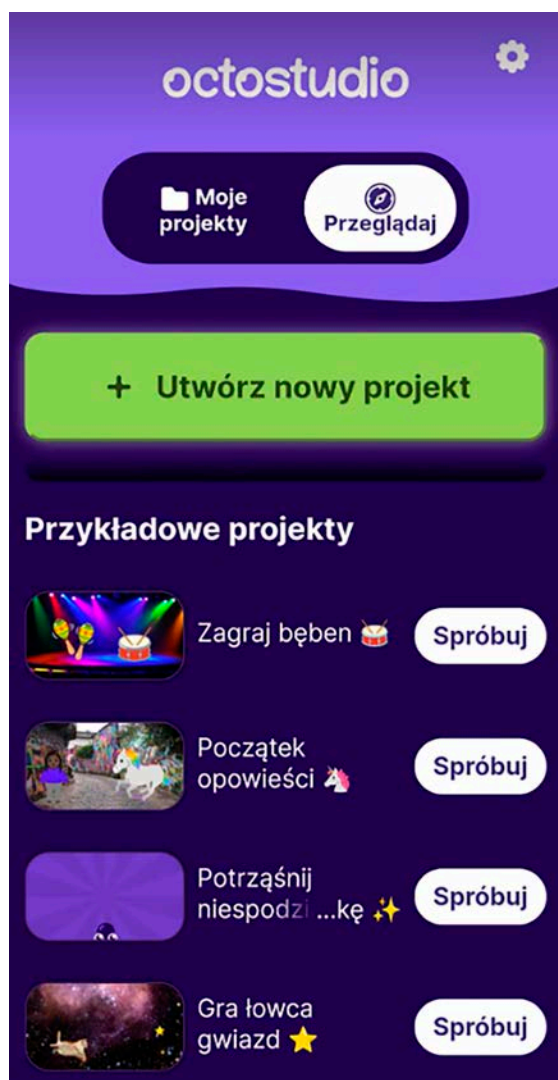 octostudio
Moje
projekty
Przeglądaj
+ Utwórz nowy projekt
Przykładowe projekty
Zagraj bęben 🥁
Spróbuj
Początek
opowieści 🦄
Spróbuj
Potrząśnij
niespodzi ...kę ✨
Spróbuj
Gra łowca
gwiazd ⭐
Spróbuj